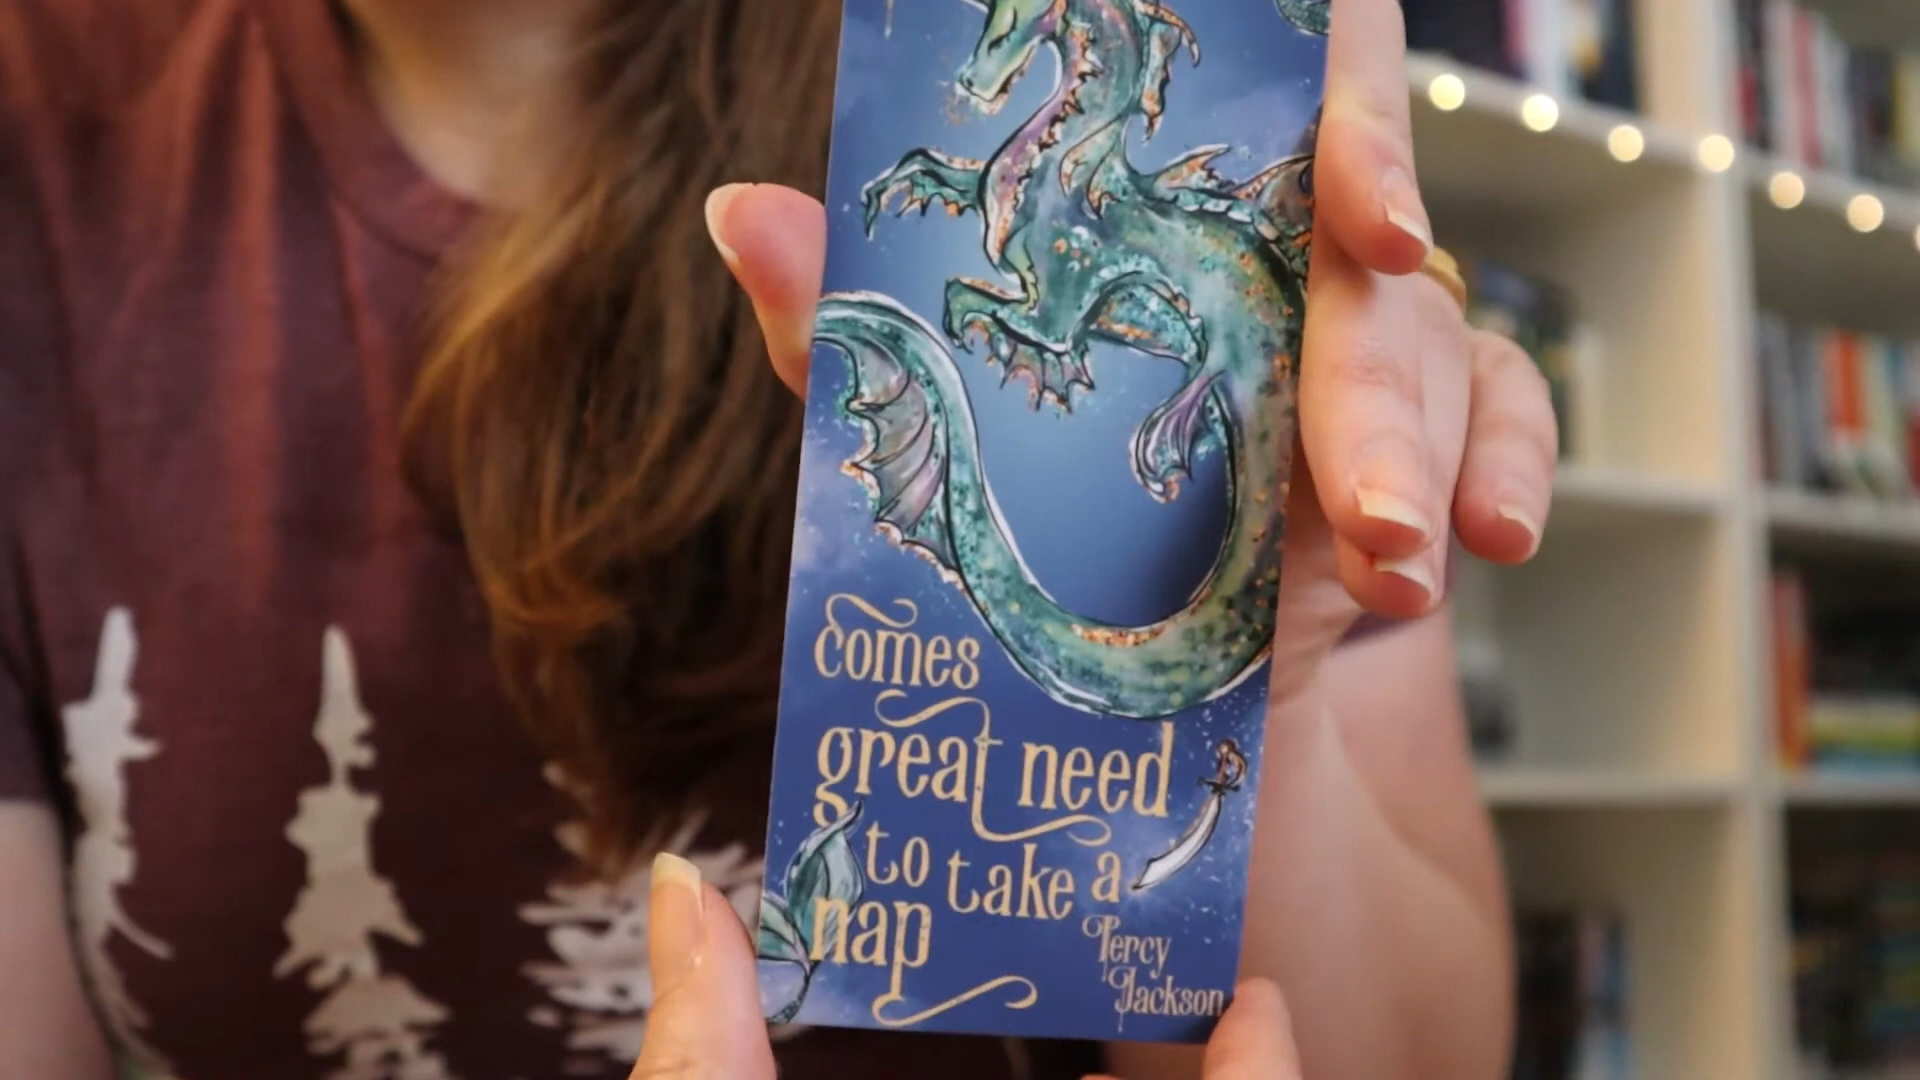 comes
great need
to take a
nap
Percy
Jackson